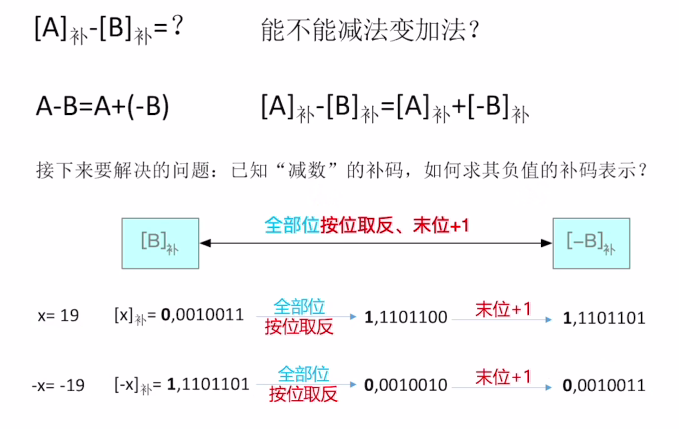 [A]补-[B]补=？ 能不能减法变加法？
A-B=A+(-B) [A]补-[B]补=[A]补+[-B]补
接下来要解决的问题：已知“减数”的补码，如何求其负值的补码表示？
全部位按位取反、末位+1
[B]补 [-B]补
x= 19 [x]补= 0,0010011 全部位 按位取反 1,1101100 末位+1 1,1101101
-x= -19 [-x]补= 1,1101101 全部位 按位取反 0,0010010 末位+1 0,0010011